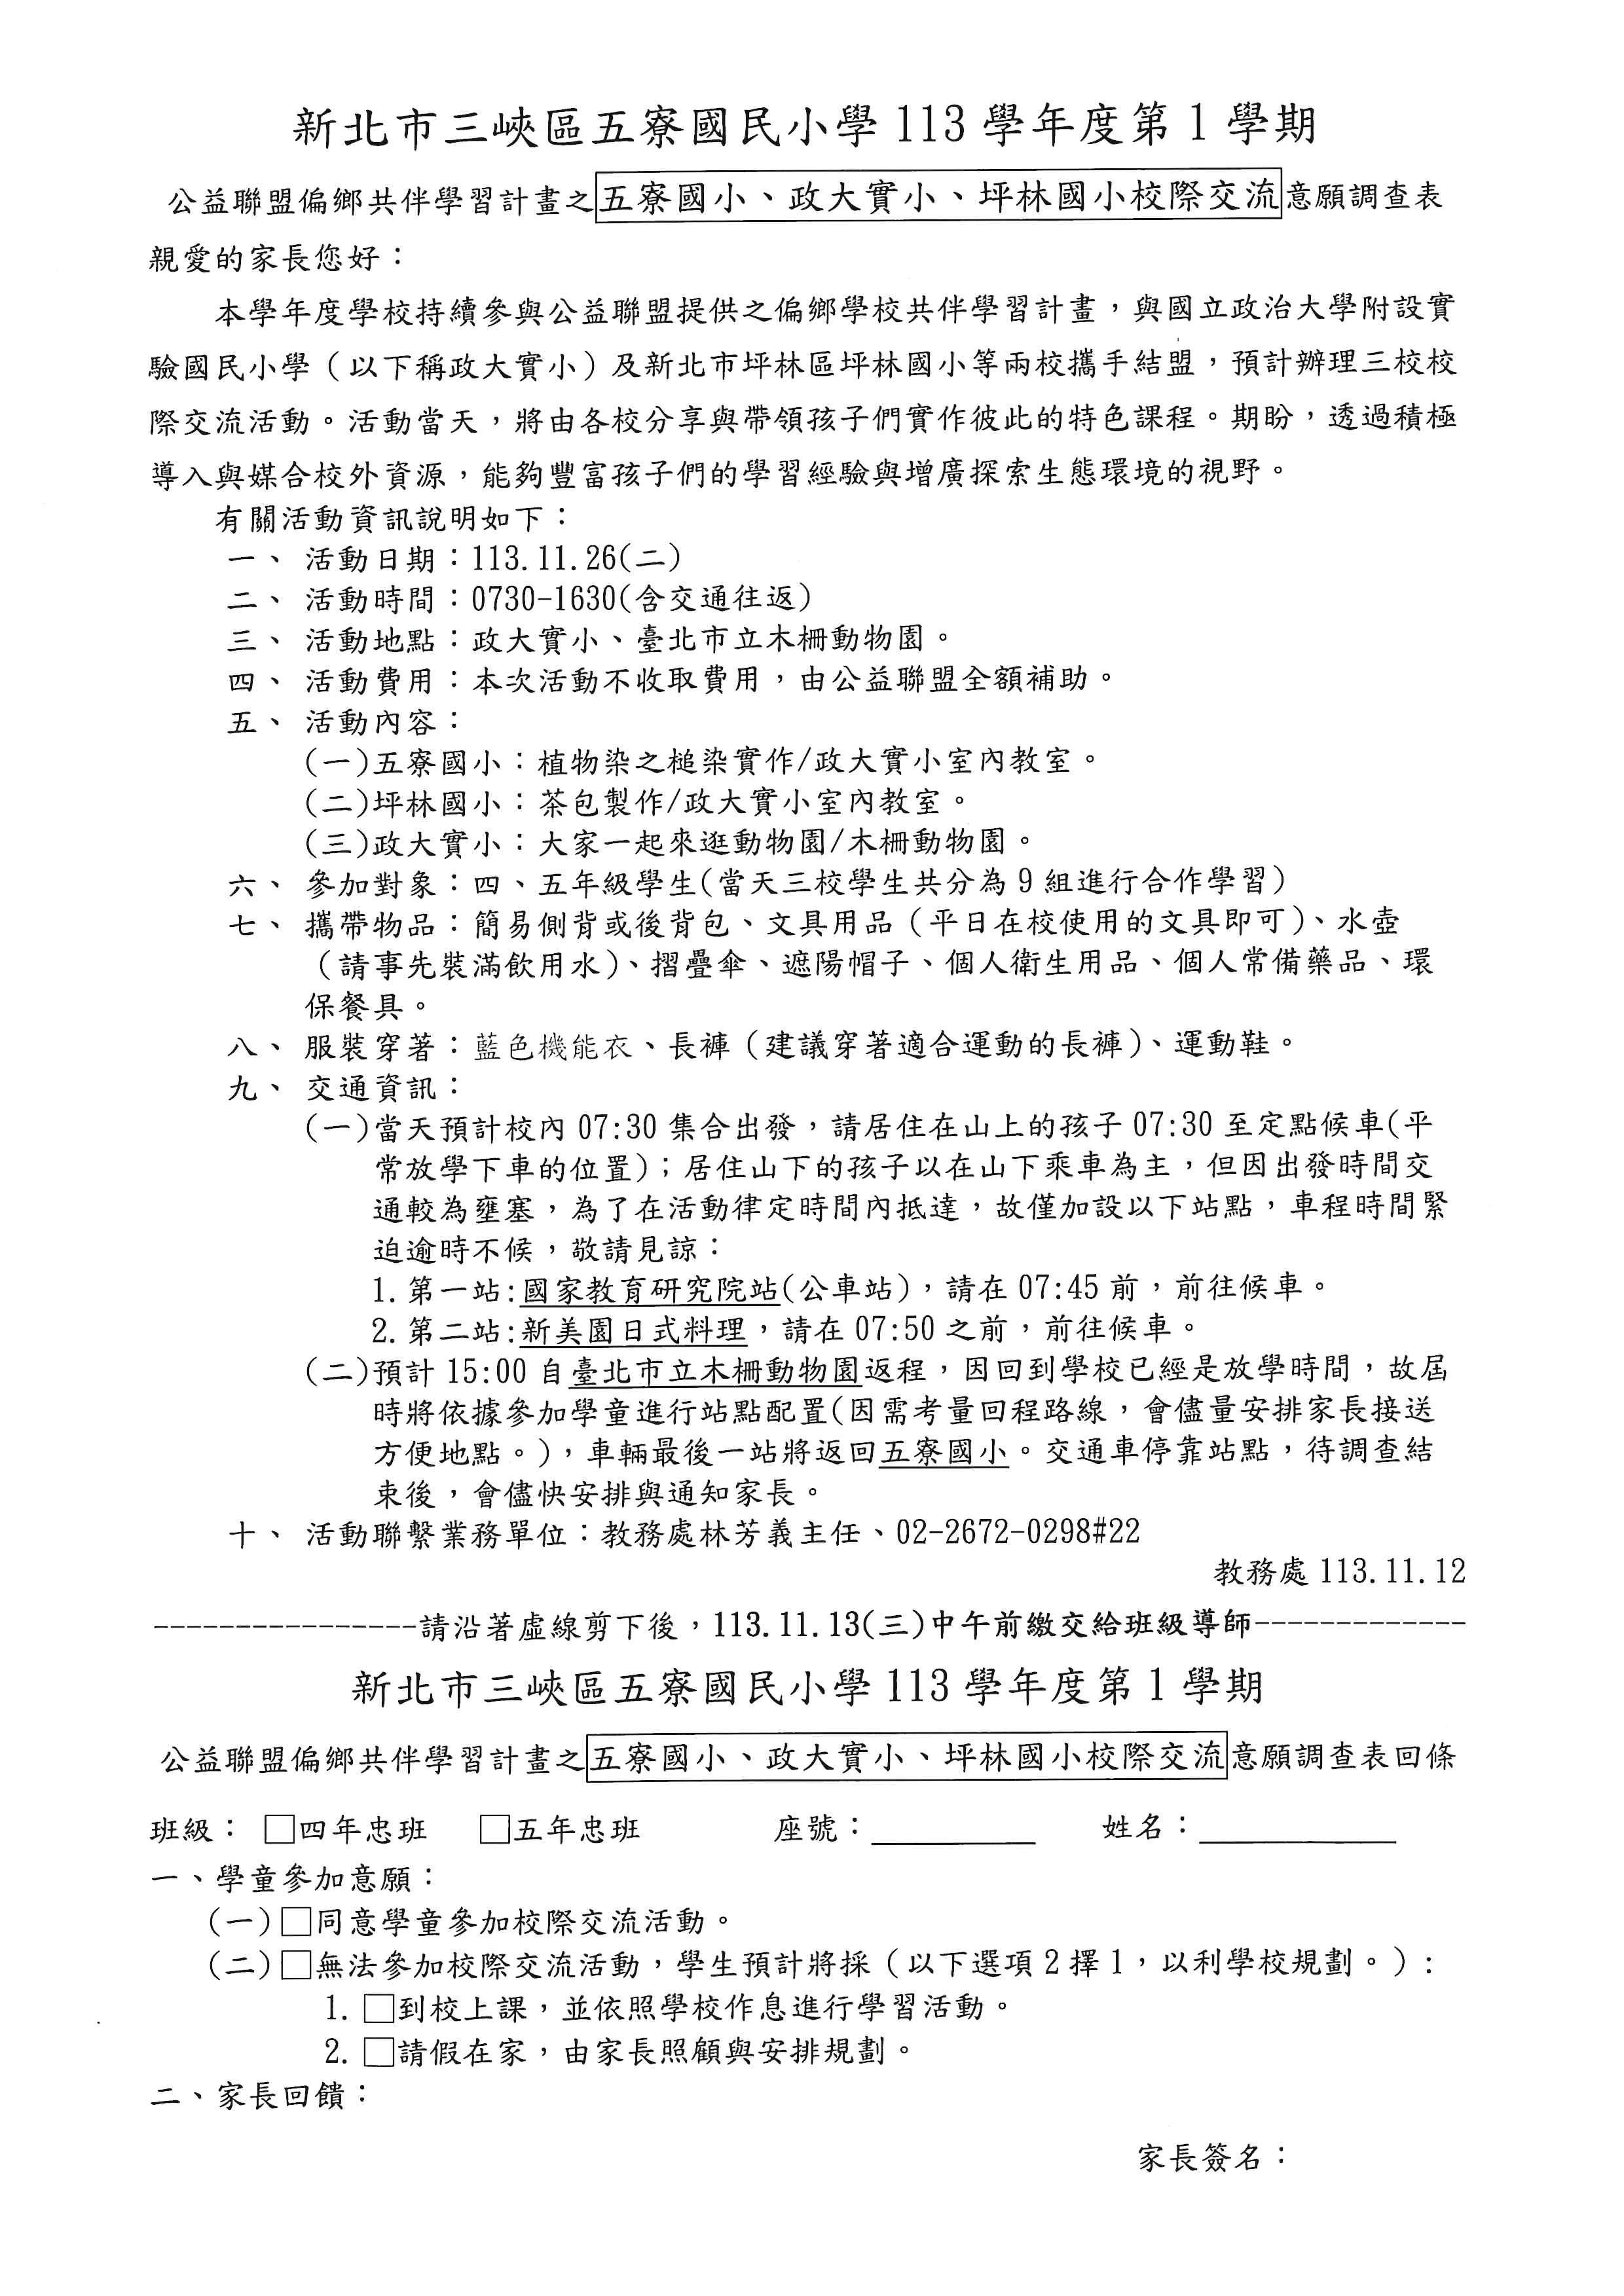 新北市三峽區五寮國民小學 113 學年度第 1 學期
公益聯盟偏鄉共伴學習計畫之五寮國小、政大實小、坪林國小校際交流意願調查表
親愛的家長您好：
本學年度學校持續參與公益聯盟提供之偏鄉學校共伴學習計畫，與國立政治大學附設實
驗國民小學（以下稱政大實小）及新北市坪林區坪林國小等兩校攜手結盟，預計辦理三校校
際交流活動。活動當天，將由各校分享與帶領孩子們實作彼此的特色課程。期盼，透過積極
導入與媒合校外資源，能夠豐富孩子們的學習經驗與增廣探索生態環境的視野。
有關活動資訊說明如下：
一、 活動日期：113.11.26(二)
二、 活動時間：0730-1630(含交通往返)
三、 活動地點：政大實小、臺北市立木柵動物園。
四、 活動費用：本次活動不收取費用，由公益聯盟全額補助。
五、 活動內容：
(一)五寮國小：植物染之槌染實作/政大實小室內教室。
(二)坪林國小：茶包製作/政大實小室內教室。
(三)政大實小：大家一起來逛動物園/木柵動物園。
六、 參加對象：四、五年級學生(當天三校學生共分為 9 組進行合作學習)
七、 攜帶物品：簡易側背或後背包、文具用品（平日在校使用的文具即可）、水壺
（請事先裝滿飲用水）、摺疊傘、遮陽帽子、個人衛生用品、個人常備藥品、環
保餐具。
八、 服裝穿著：藍色機能衣、長褲（建議穿著適合運動的長褲）、運動鞋。
九、 交通資訊：
(一)當天預計校內 07:30 集合出發，請居住在山上的孩子 07:30 至定點候車(平
常放學下車的位置)；居住山下的孩子以在山下乘車為主，但因出發時間交
通較為壅塞，為了在活動律定時間內抵達，故僅加設以下站點，車程時間緊
迫逾時不候，敬請見諒：
1. 第一站:國家教育研究院站(公車站)，請在 07:45 前，前往候車。
2. 第二站:新美園日式料理，請在 07:50 之前，前往候車。
(二)預計 15:00 自臺北市立木柵動物園返程，因回到學校已經是放學時間，故屆
時將依據參加學童進行站點配置(因需考量回程路線，會儘量安排家長接送
方便地點。)，車輛最後一站將返回五寮國小。交通車停靠站點，待調查結
束後，會儘快安排與通知家長。
十、 活動聯繫業務單位：教務處林芳義主任、02-2672-0298#22
教務處 113.11.12
----------------請沿著虛線剪下後，113.11.13(三)中午前繳交給班級導師-------------
新北市三峽區五寮國民小學 113 學年度第 1 學期
公益聯盟偏鄉共伴學習計畫之五寮國小、政大實小、坪林國小校際交流意願調查表回條
班級： □四年忠班 □五年忠班 座號：__________ 姓名：____________
一、學童參加意願：
(一)□同意學童參加校際交流活動。
(二)□無法參加校際交流活動，學生預計將採（以下選項 2 擇 1，以利學校規劃。）:
1. □到校上課，並依照學校作息進行學習活動。
2. □請假在家，由家長照顧與安排規劃。
二、家長回饋：
家長簽名：